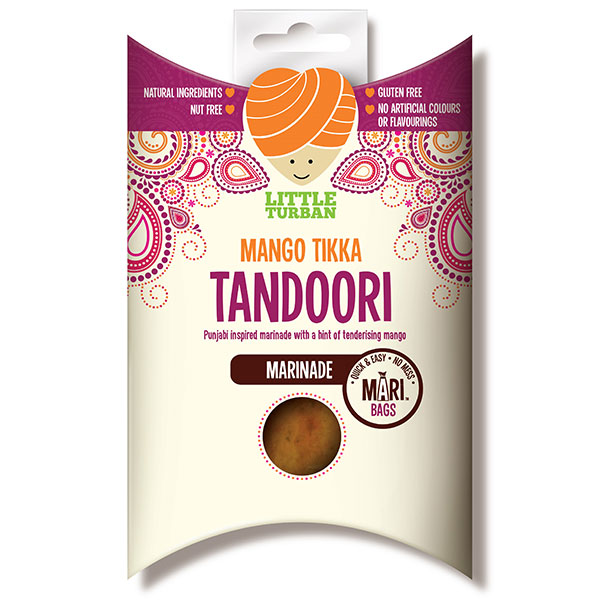 NATURAL INGREDIENTS
NUT FREE
GLUTEN FREE
NO ARTIFICIAL COLOURS
OR FLAVOURINGS
LITTLE
TURBAN
MANGO TIKKA
TANDOORI
Punjabi inspired marinade with a hint of tenderising mango
MARINADE
QUICK & EASY • NO MESS •
MARI™
BAGS